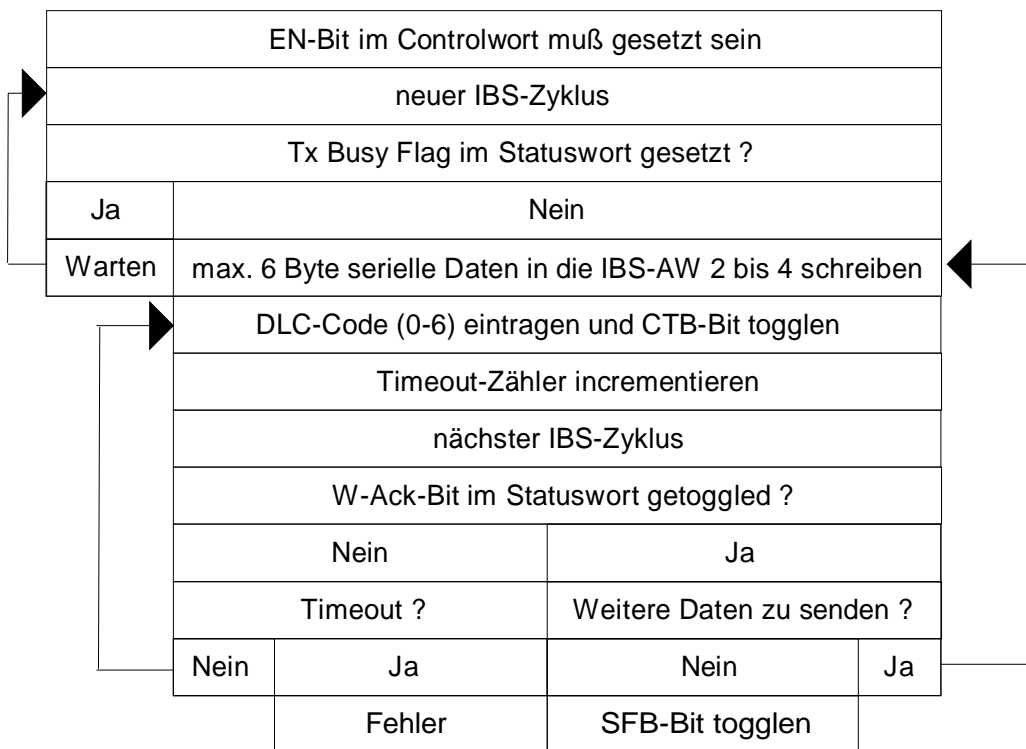 EN-Bit im Controlwort muß gesetzt sein
neuer IBS-Zyklus
Tx Busy Flag im Statuswort gesetzt ?
Ja
Nein
Warten
max. 6 Byte serielle Daten in die IBS-AW 2 bis 4 schreiben
DLC-Code (0-6) eintragen und CTB-Bit togglen
Timeout-Zähler incrementieren
nächster IBS-Zyklus
W-Ack-Bit im Statuswort getoggled ?
Nein
Ja
Timeout ?
Weitere Daten zu senden ?
Nein
Ja
Nein
Ja
Fehler
SFB-Bit togglen